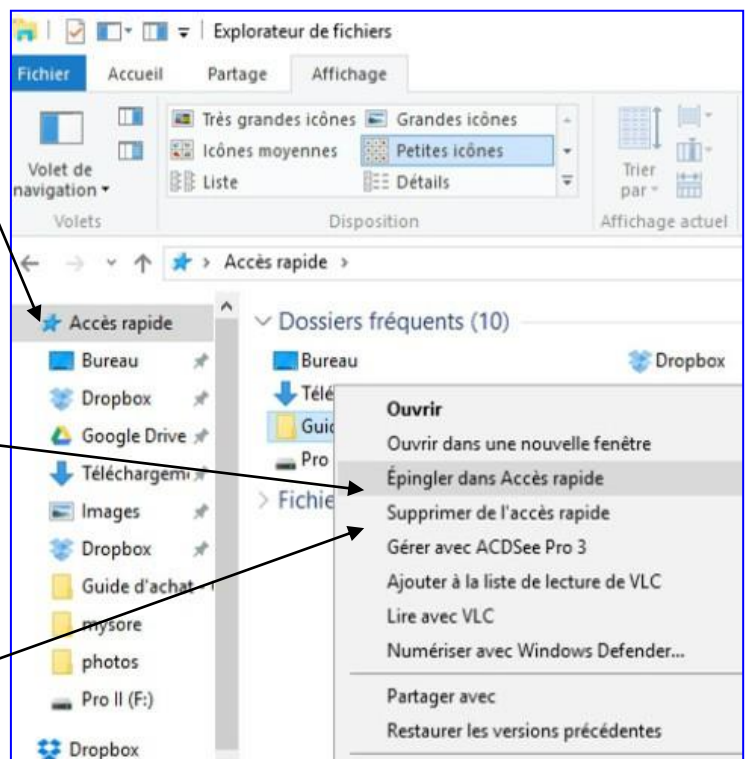 Explorateur de fichiers
Fichier Accueil Partage Affichage
Très grandes icônes Grandes icônes
Icônes moyennes Petites icônes
Liste Détails
Volet de navigation
Trier par
Volets Disposition Affichage actuel
Accès rapide
Accès rapide
Bureau
Dropbox
Google Drive
Téléchargem
Images
Dropbox
Guide d'achat -
mysore
photos
Pro II (F:)
Dropbox
Dossiers fréquents (10)
Bureau Dropbox
Télé
Guid
Pro
Fichie
Ouvrir
Ouvrir dans une nouvelle fenêtre
Épingler dans Accès rapide
Supprimer de l'accès rapide
Gérer avec ACDSee Pro 3
Ajouter à la liste de lecture de VLC
Lire avec VLC
Numériser avec Windows Defender...
Partager avec
Restaurer les versions précédentes